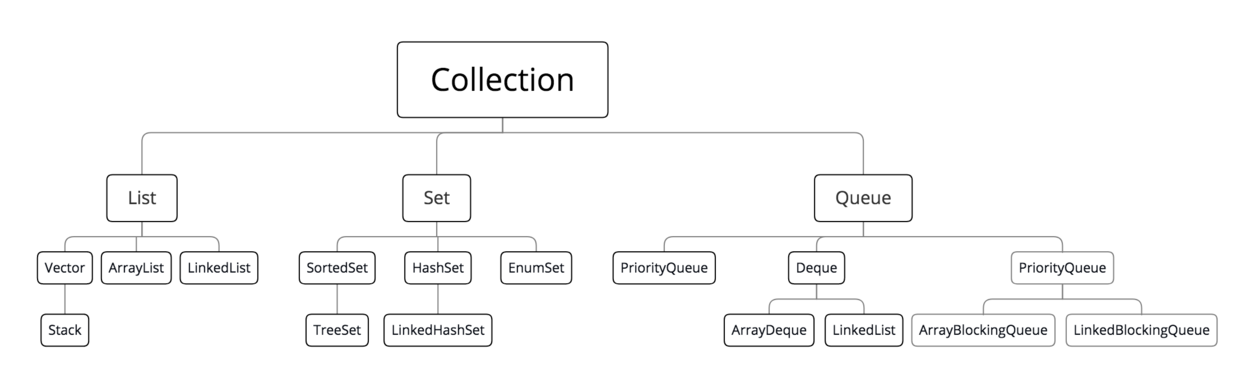 Collection
List
Set
Queue
Vector
ArrayList
LinkedList
SortedSet
HashSet
EnumSet
PriorityQueue
Deque
PriorityQueue
Stack
TreeSet
LinkedHashSet
ArrayDeque
LinkedList
ArrayBlockingQueue
LinkedBlockingQueue